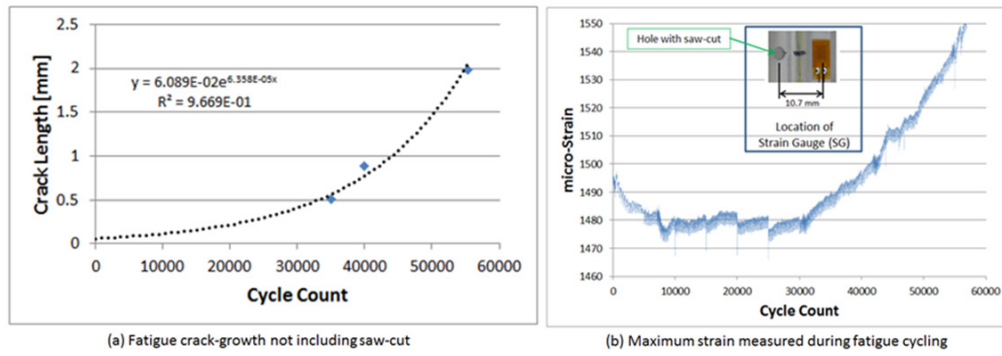 2.5
2
1.5
1
0.5
0
Crack Length [mm]
y = 6.089E-02e^6.358E-05x
R² = 9.669E-01
0 10000 20000 30000 40000 50000 60000
Cycle Count
(a) Fatigue crack-growth not including saw-cut
1550
1540
1530
1520
1510
1500
1490
1480
1470
1460
micro-Strain
Hole with saw-cut
10.7 mm
Location of
Strain Gauge (SG)
0 10000 20000 30000 40000 50000 60000
Cycle Count
(b) Maximum strain measured during fatigue cycling